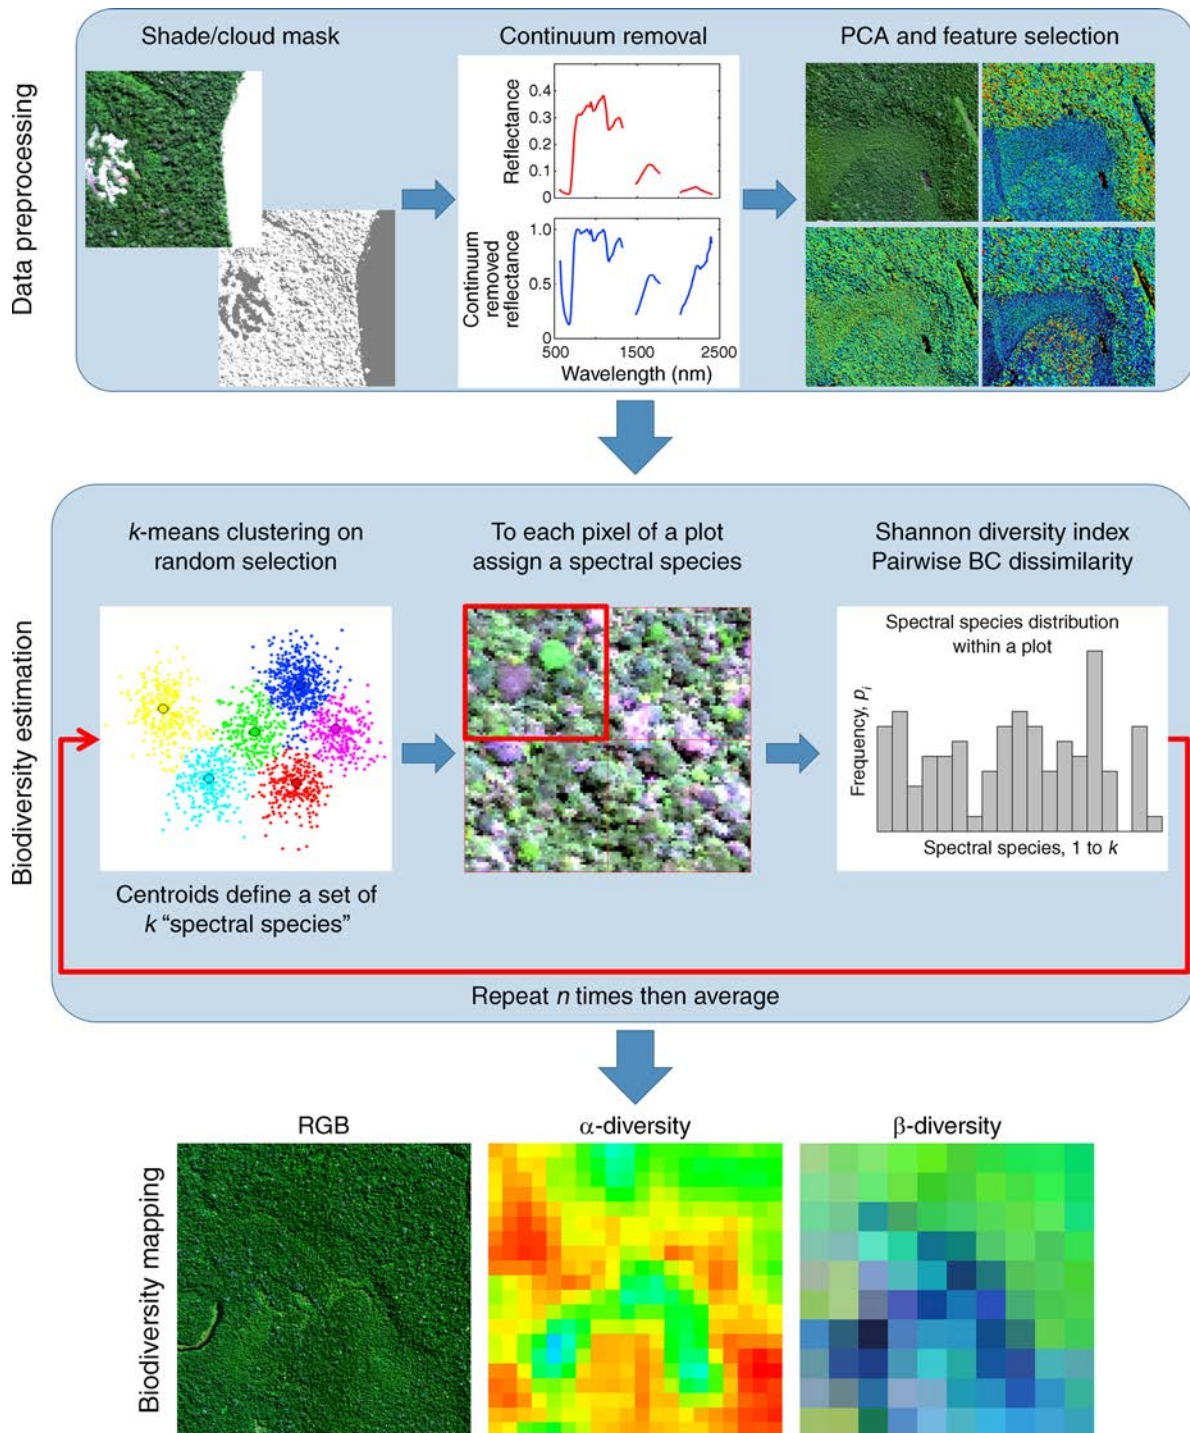 Data preprocessing
Shade/cloud mask
Continuum removal
Reflectance
0.4
0.3
0.2
0.1
0
Continuum
removed
reflectance
1.0
0.5
0
500
1500
2500
Wavelength (nm)
PCA and feature selection
Biodiversity estimation
k-means clustering on
random selection
Centroids define a set of
k “spectral species”
To each pixel of a plot
assign a spectral species
Shannon diversity index
Pairwise BC dissimilarity
Spectral species distribution
within a plot
Frequency, pi
Spectral species, 1 to k
Repeat n times then average
Biodiversity mapping
RGB
α-diversity
β-diversity